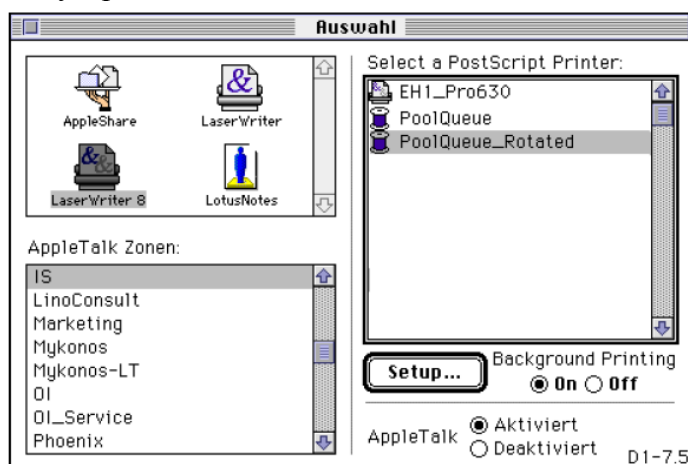 Auswahl
AppleShare
LaserWriter
LaserWriter 8
LotusNotes
AppleTalk Zonen:
IS
LinoConsult
Marketing
Mykonos
Mykonos-LT
OI
OI_Service
Phoenix
Select a PostScript Printer:
EH1_Pro630
PoolQueue
PoolQueue_Rotated
Setup...
Background Printing
On Off
AppleTalk
Aktiviert
Deaktiviert
D1-7.5